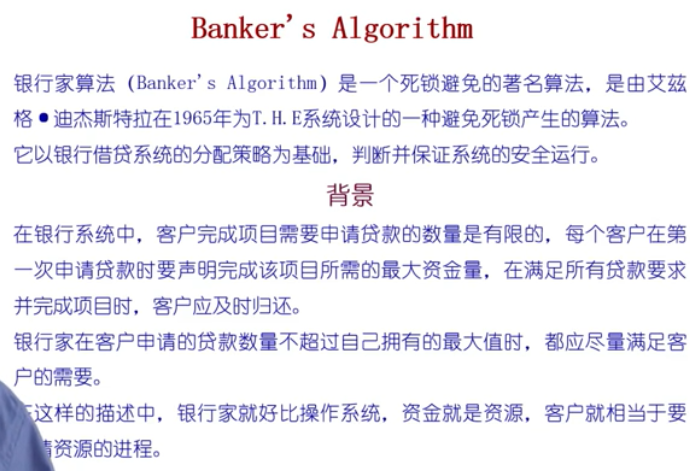 Banker's Algorithm
银行家算法（Banker's Algorithm）是一个死锁避免的著名算法，是由艾兹
格●迪杰斯特拉在1965年为T.H.E系统设计的一种避免死锁产生的算法。
它以银行借贷系统的分配策略为基础，判断并保证系统的安全运行。
背景
在银行系统中，客户完成项目需要申请贷款的数量是有限的，每个客户在第
一次申请贷款时要声明完成该项目所需的最大资金量，在满足所有贷款要求
并完成项目时，客户应及时归还。
银行家在客户申请的贷款数量不超过自己拥有的最大值时，都应尽量满足客
户的需要。
这样的描述中，银行家就好比操作系统，资金就是资源，客户就相当于要
资源的进程。